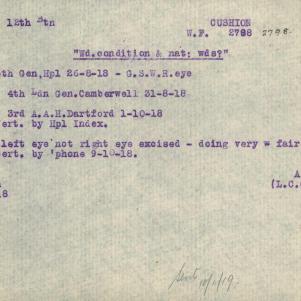 12th Btn CUSHION
W.F. 2798 2798.
"Wd.condition & nat: wds?"
th Gen,Hpl 26-8-18 - G.S.W.R.eye
4th Ldn Gen.Camberwell 31-8-18
3rd A.A.H.Dartford 1-10-18
ert. by Hpl Index.
left eye not right eye excised - doing very w fair
ert. by 'phone 9-10-18.
A
(L.C
18